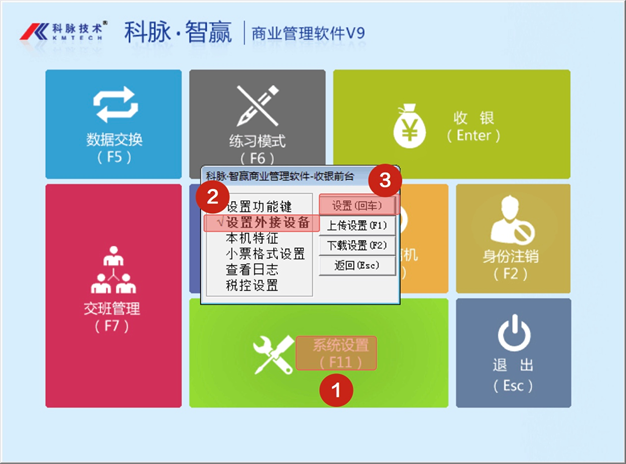 科脉技术®
KMTECH
科脉·智赢
商业管理软件V9
数据交换
(F5)
练习模式
(F6)
收 银
(Enter)
科脉·智赢商业管理软件-收银前台
3
2
设置功能键
√设置外接设备
本机特征
小票格式设置
查看日志
税控设置
设置(回车)
上传设置(F1)
下载设置(F2)
返回(Esc)
机
)
身份注销
(F2)
交班管理
(F7)
系统设置
(F11)
1
退 出
(Esc)